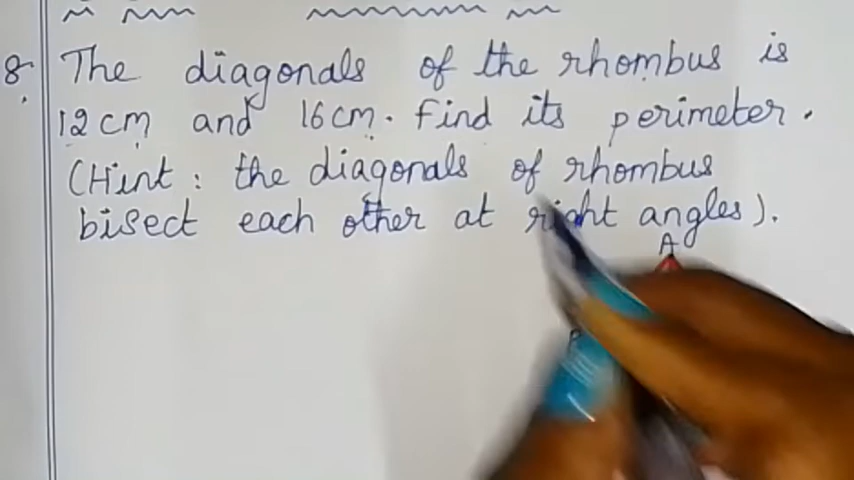 8. The diagonals of the rhombus is
12 cm and 16 cm. Find its perimeter.
(Hint : the diagonals of rhombus
bisect each other at right angles).
A